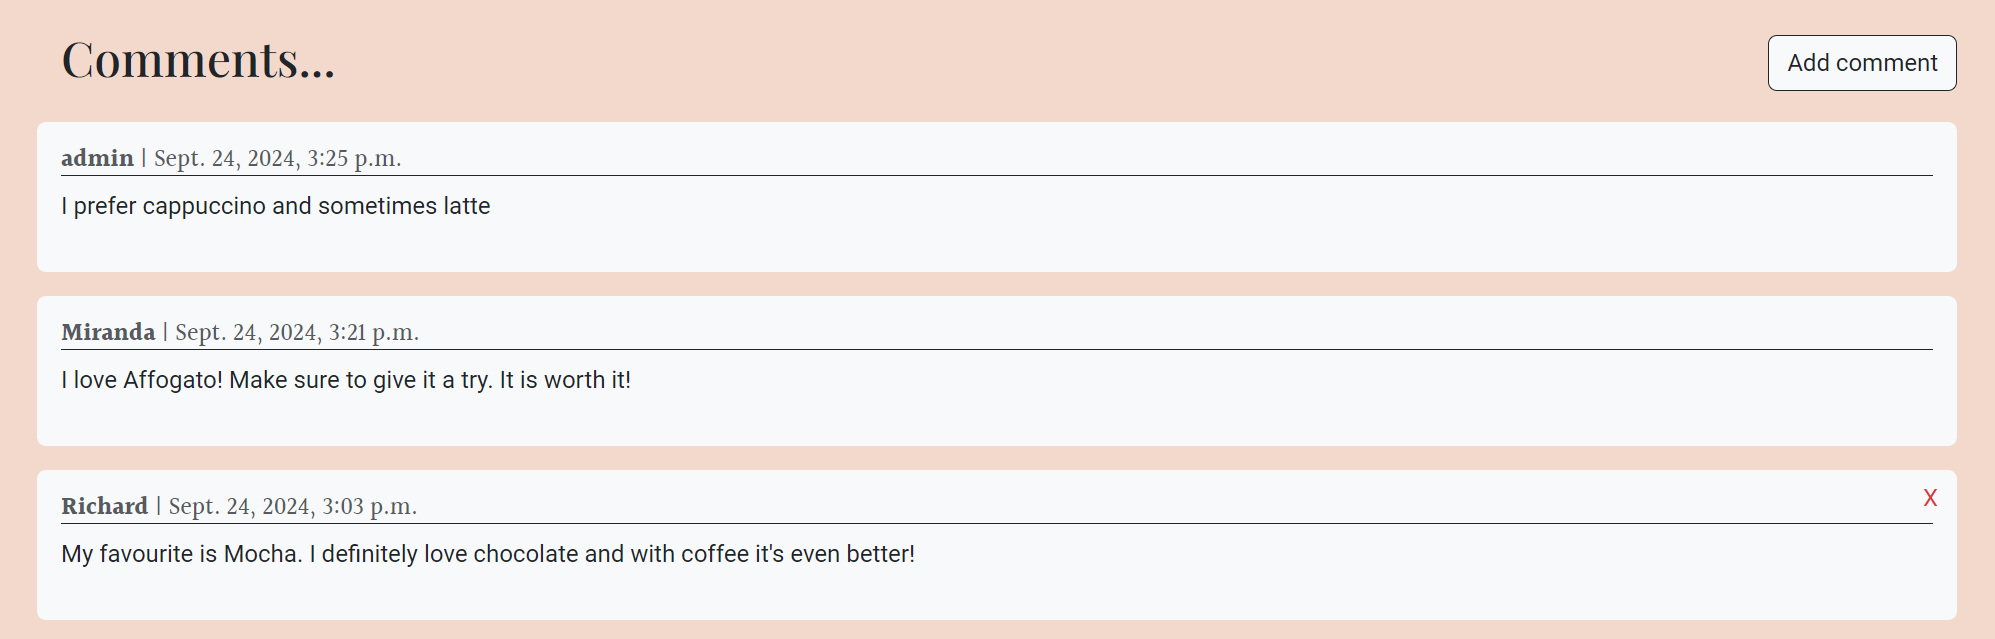 Comments...
Add comment
admin | Sept. 24, 2024, 3:25 p.m.
I prefer cappuccino and sometimes latte
Miranda | Sept. 24, 2024, 3:21 p.m.
I love Affogato! Make sure to give it a try. It is worth it!
Richard | Sept. 24, 2024, 3:03 p.m.
X
My favourite is Mocha. I definitely love chocolate and with coffee it's even better!